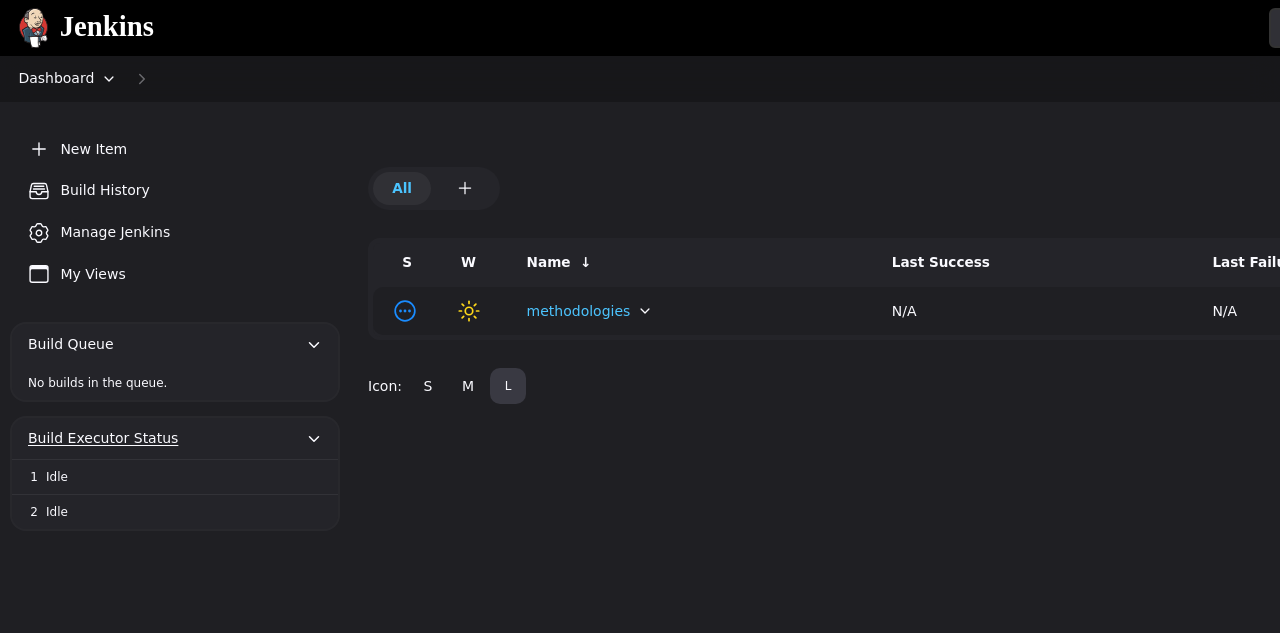 Jenkins
Dashboard
New Item
Build History
Manage Jenkins
My Views
Build Queue
No builds in the queue.
Build Executor Status
1 Idle
2 Idle
All
S W Name ↓ Last Success Last Failu
methodologies N/A N/A
Icon: S M L